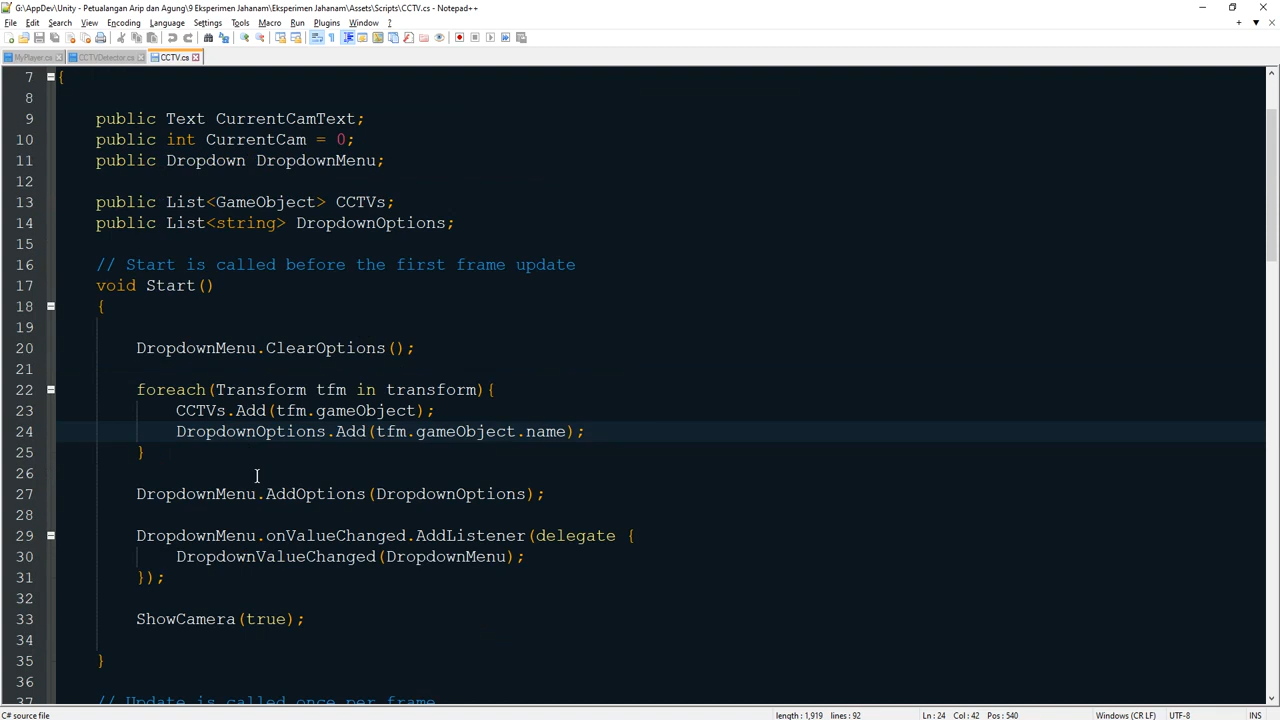 G:\AppDev\Unity - Petualangan Arip dan Agung\9 Eksperimen Jahanam\Eksperimen Jahanam\Assets\Scripts\CCTV.cs - Notepad++
File Edit Search View Encoding Language Settings Tools Macro Run Plugins Window ?
MyPlayer.cs CCTVDetector.cs CCTV.cs
7 {
8
9 public Text CurrentCamText;
10 public int CurrentCam = 0;
11 public Dropdown DropdownMenu;
12
13 public List<GameObject> CCTVs;
14 public List<string> DropdownOptions;
15
16 // Start is called before the first frame update
17 void Start()
18 {
19
20 DropdownMenu.ClearOptions();
21
22 foreach(Transform tfm in transform){
23 CCTVs.Add(tfm.gameObject);
24 DropdownOptions.Add(tfm.gameObject.name);
25 }
26
27 DropdownMenu.AddOptions(DropdownOptions);
28
29 DropdownMenu.onValueChanged.AddListener(delegate {
30 DropdownValueChanged(DropdownMenu);
31 });
32
33 ShowCamera(true);
34
35 }
36
37 // Update is called once per frame
C# source file length : 1,919 lines : 92 Ln : 24 Col : 42 Pos : 540 Windows (CR LF) UTF-8 INS